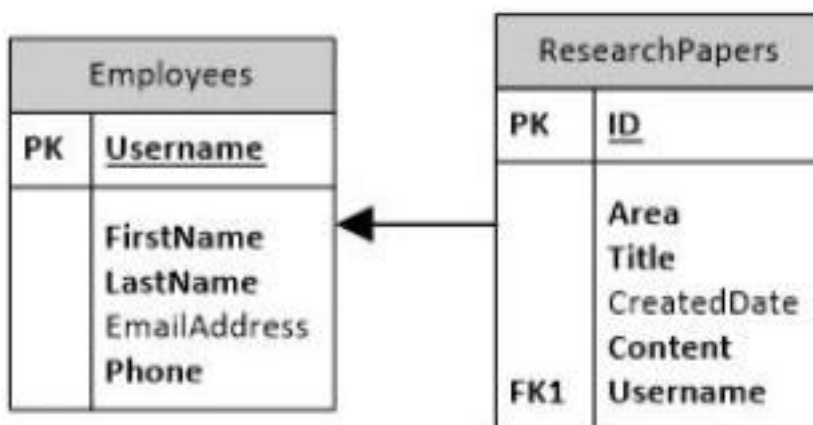 Employees
PK Username
FirstName
LastName
EmailAddress
Phone
ResearchPapers
PK ID
Area
Title
CreatedDate
Content
FK1 Username